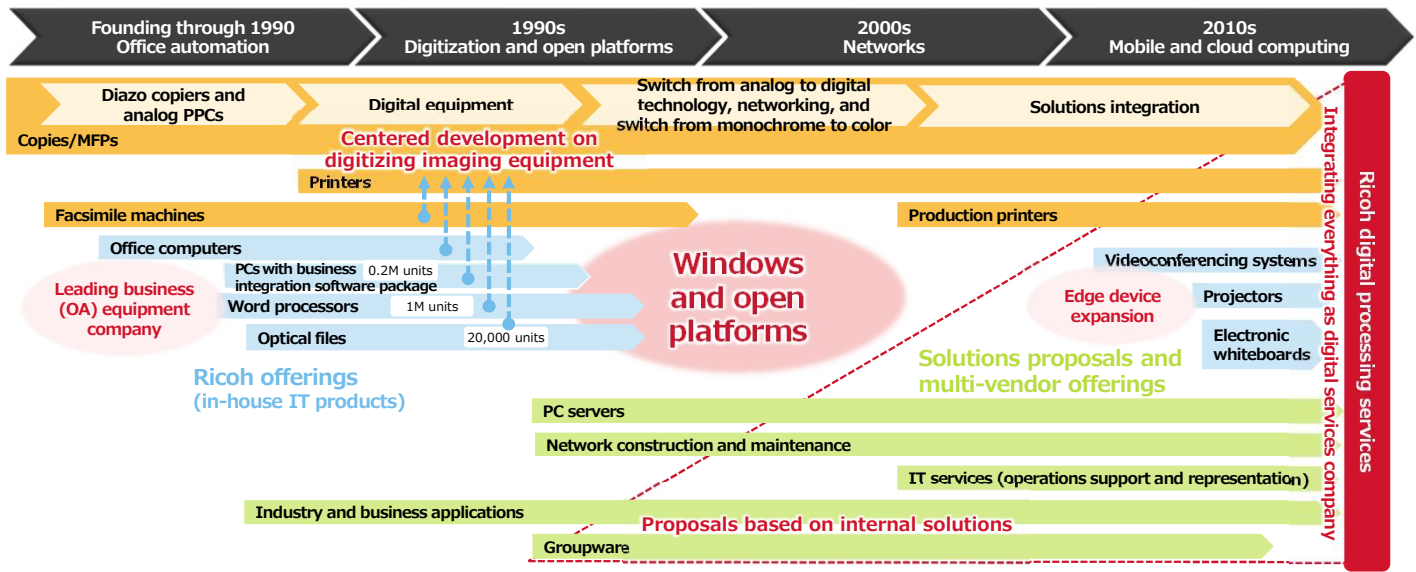 Founding through 1990
Office automation
1990s
Digitization and open platforms
2000s
Networks
2010s
Mobile and cloud computing
Diazo copiers and
analog PPCs
Digital equipment
Switch from analog to digital
technology, networking, and
switch from monochrome to color
Solutions integration
Copies/MFPs
Centered development on
digitizing imaging equipment
Printers
Facsimile machines
Production printers
Office computers
PCs with business
integration software package
0.2M units
Word processors
1M units
Optical files
20,000 units
Leading business
(OA) equipment
company
Windows
and open
platforms
Videoconferencing systems
Projectors
Electronic
whiteboards
Edge device
expansion
Ricoh offerings
(in-house IT products)
Solutions proposals and
multi-vendor offerings
PC servers
Network construction and maintenance
IT services (operations support and representation)
Industry and business applications
Proposals based on internal solutions
Groupware
Integrating everything as digital services company
Ricoh digital processing services